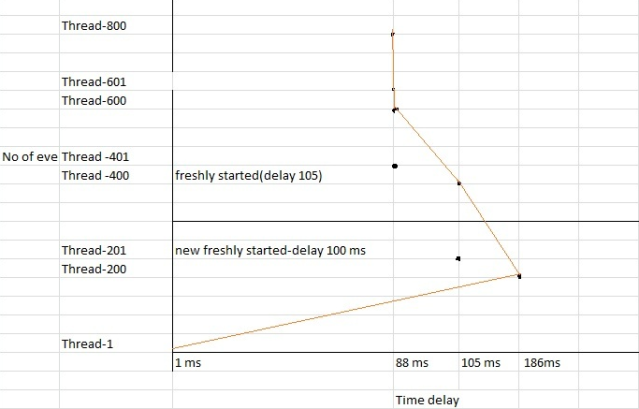 Thread-800
Thread-601
Thread-600
No of eve Thread -401
Thread -400 freshly started(delay 105)
Thread-201 new freshly started-delay 100 ms
Thread-200
Thread-1
1 ms 88 ms 105 ms 186ms
Time delay